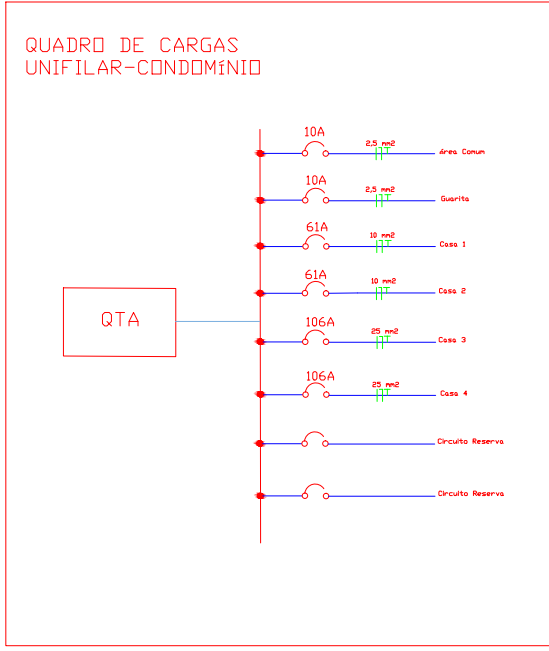 QUADRO DE CARGAS
UNIFILAR-CONDOMíNIO
10A
2,5 mm2
área Comum
10A
2,5 mm2
Guarita
61A
10 mm2
Casa 1
61A
10 mm2
Casa 2
QTA
106A
25 mm2
Casa 3
106A
25 mm2
Casa 4
Circuito Reserva
Circuito Reserva